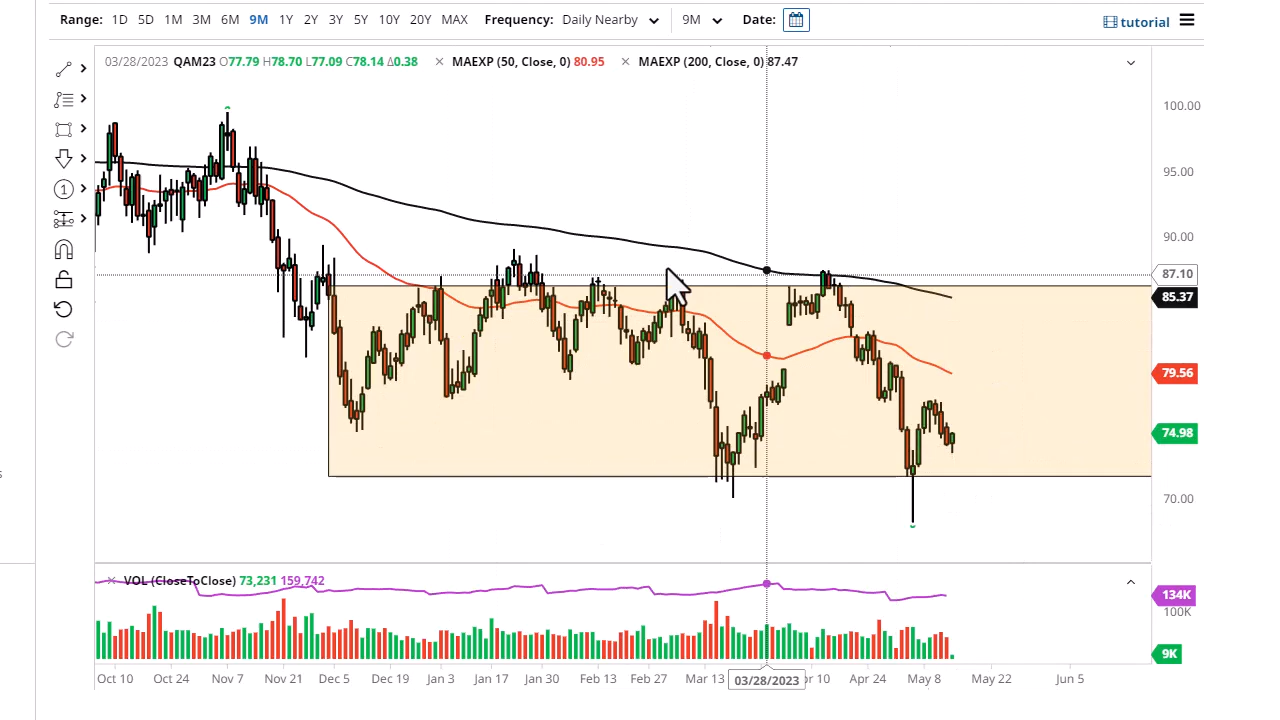 Range: 1D 5D 1M 3M 6M 9M 1Y 2Y 3Y 5Y 10Y 20Y MAX Frequency: Daily Nearby 9M Date: tutorial
03/28/2023 QAM23 O77.79 H78.70 L77.09 C78.14 Δ0.38 × MAEXP (50, Close, 0) 80.95 × MAEXP (200, Close, 0) 87.47
100.00
95.00
90.00
87.10
85.37
79.56
74.98
70.00
1
s
× VOL (CloseToClose) 73,231 159,742
134K
100K
9K
Oct 10 Oct 24 Nov 7 Nov 21 Dec 5 Dec 19 Jan 3 Jan 17 Jan 30 Feb 13 Feb 27 Mar 13 03/28/2023 pr 10 Apr 24 May 8 May 22 Jun 5